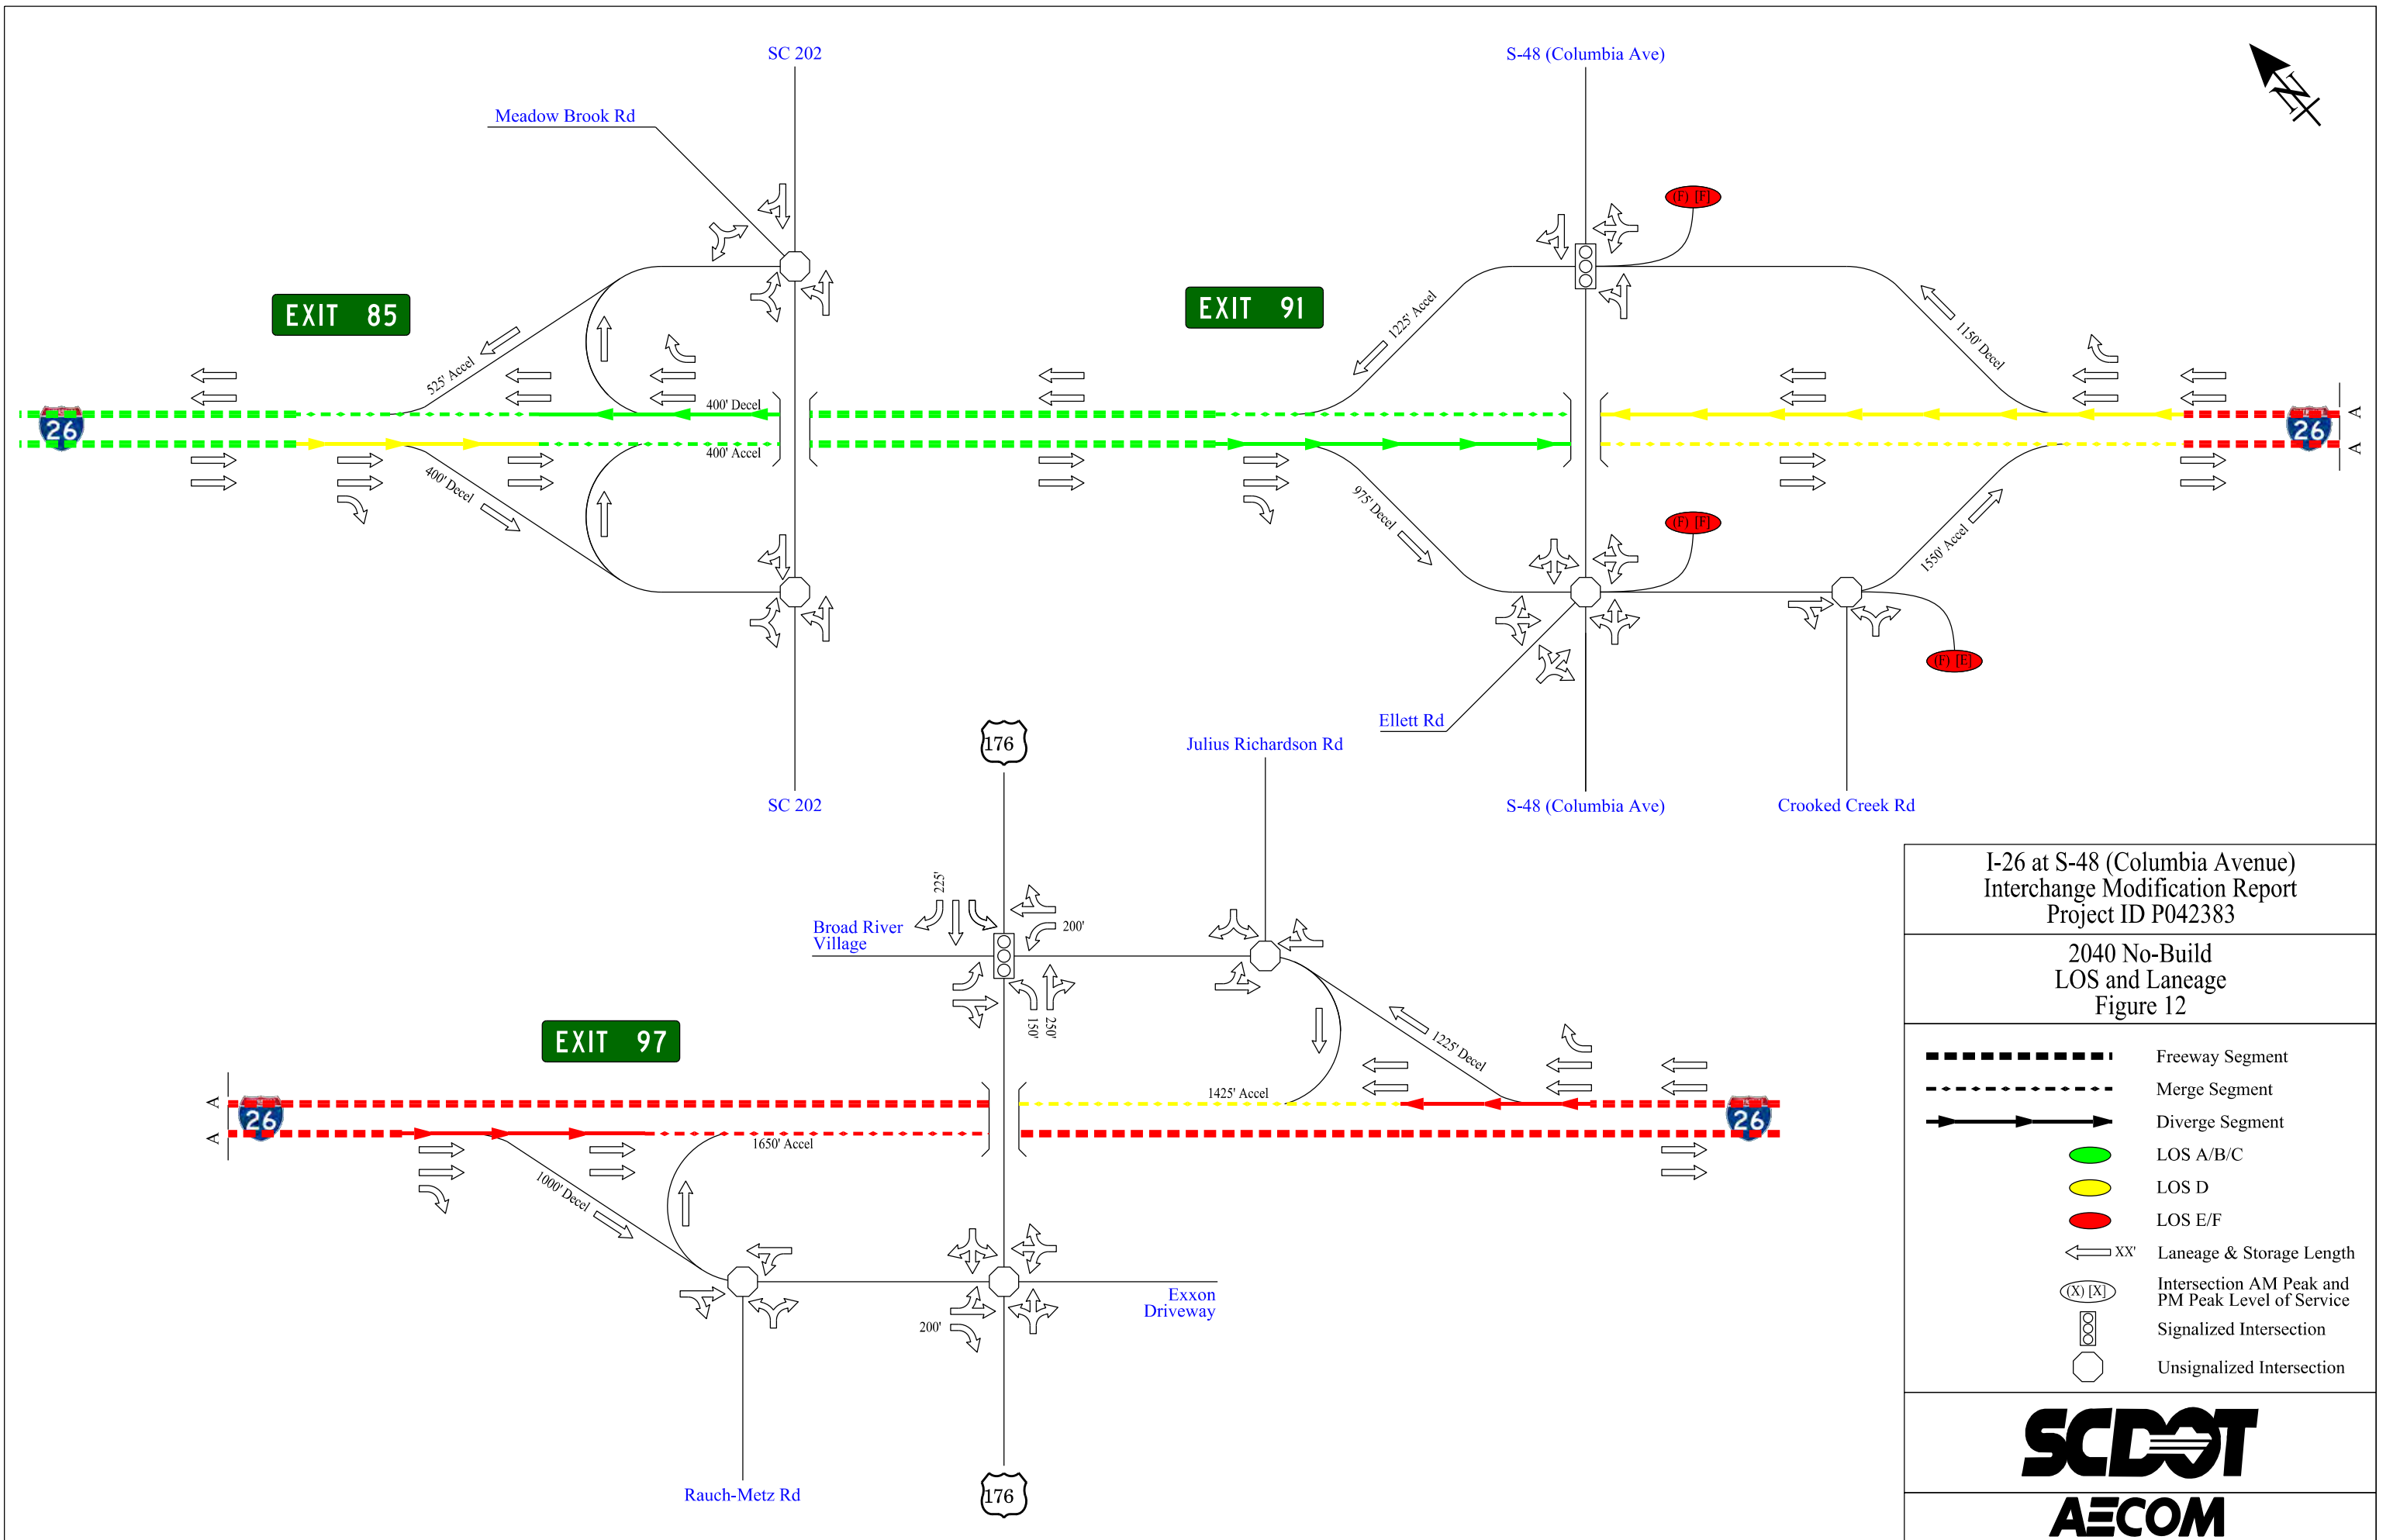 SC 202
S-48 (Columbia Ave)
N
Meadow Brook Rd
(F) [F]
EXIT 85
EXIT 91
525' Accel
1225' Accel
1150' Decel
400' Decel
26
A
26
A
400' Accel
400' Decel
975' Decel
(F) [F]
1550' Accel
(F) [E]
Ellett Rd
176
Julius Richardson Rd
SC 202
S-48 (Columbia Ave)
Crooked Creek Rd
225'
Broad River
Village
200'
150'
250'
EXIT 97
1225' Decel
1425' Accel
A
26
A
26
1650' Accel
1000' Decel
Exxon
Driveway
200'
Rauch-Metz Rd
176
I-26 at S-48 (Columbia Avenue)
Interchange Modification Report
Project ID P042383
2040 No-Build
LOS and Laneage
Figure 12
Freeway Segment
Merge Segment
Diverge Segment
LOS A/B/C
LOS D
LOS E/F
XX' Laneage & Storage Length
(X) [X] Intersection AM Peak and
PM Peak Level of Service
Signalized Intersection
Unsignalized Intersection
SCDOT
AECOM